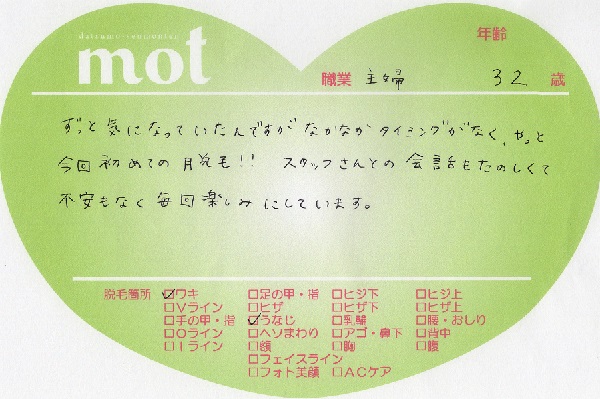 datsumo-esumonter
mot
年齢
職業 主婦 32 歳
ずっと気になっていたんですがなかなかタイミングがなく、やっと
今回初めての脱毛!! スタッフさんとの会話もたのしくて
不安もなく毎回楽しみにしています。
脱毛箇所 ☑ワキ □足の甲・指 □ヒジ下 □ヒジ上
□Vライン □ヒザ □ヒザ下 □ヒザ上
□手の甲・指 ☑うなじ □乳輪 □腰・おしり
□Oライン □ヘソまわり □アゴ・鼻下 □背中
□Iライン □顔 □胸 □腹
□フェイスライン
□フォト美顔 □ACケア